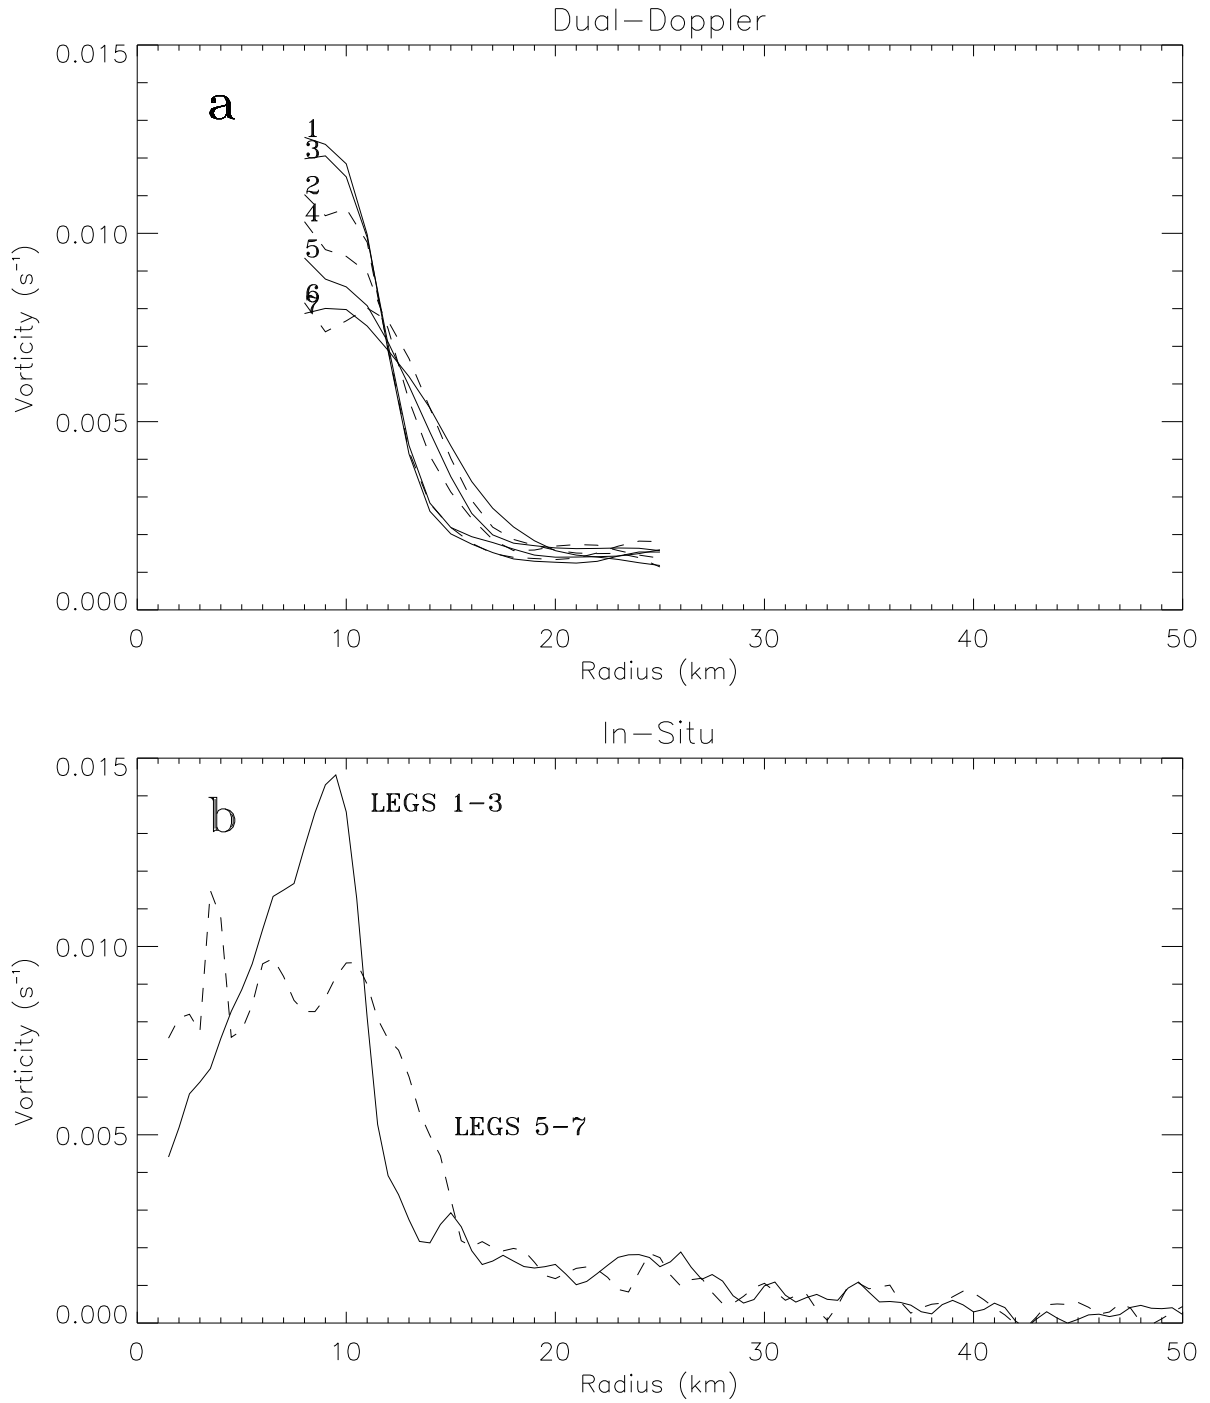 Dual-Doppler
0.015
a
1
3
2
4
0.010
5
6
7
Vorticity (s⁻¹)
0.005
0.000
0 10 20 30 40 50
Radius (km)
In-Situ
0.015
LEGS 1-3
b
0.010
Vorticity (s⁻¹)
LEGS 5-7
0.005
0.000
0 10 20 30 40 50
Radius (km)